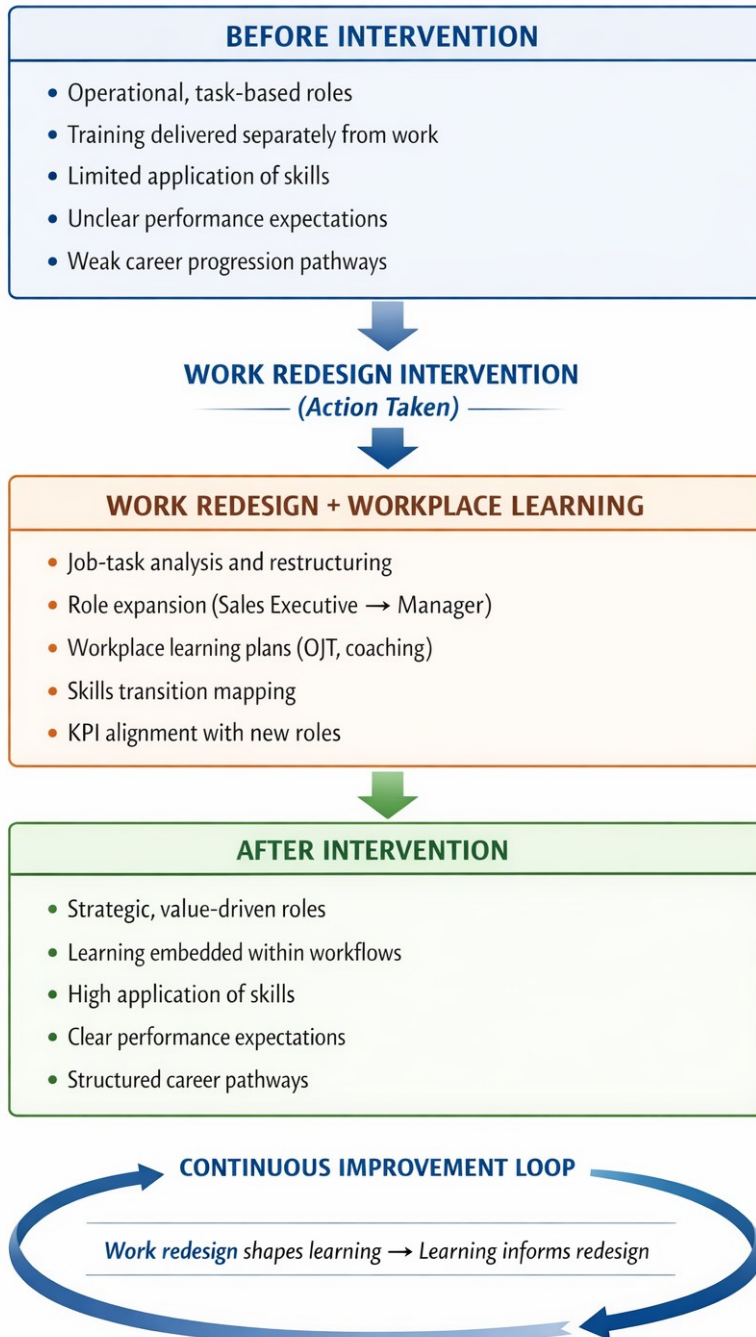 BEFORE INTERVENTION
• Operational, task-based roles
• Training delivered separately from work
• Limited application of skills
• Unclear performance expectations
• Weak career progression pathways
WORK REDESIGN INTERVENTION
(Action Taken)
WORK REDESIGN + WORKPLACE LEARNING
• Job-task analysis and restructuring
• Role expansion (Sales Executive → Manager)
• Workplace learning plans (OJT, coaching)
• Skills transition mapping
• KPI alignment with new roles
AFTER INTERVENTION
• Strategic, value-driven roles
• Learning embedded within workflows
• High application of skills
• Clear performance expectations
• Structured career pathways
CONTINUOUS IMPROVEMENT LOOP
Work redesign shapes learning → Learning informs redesign